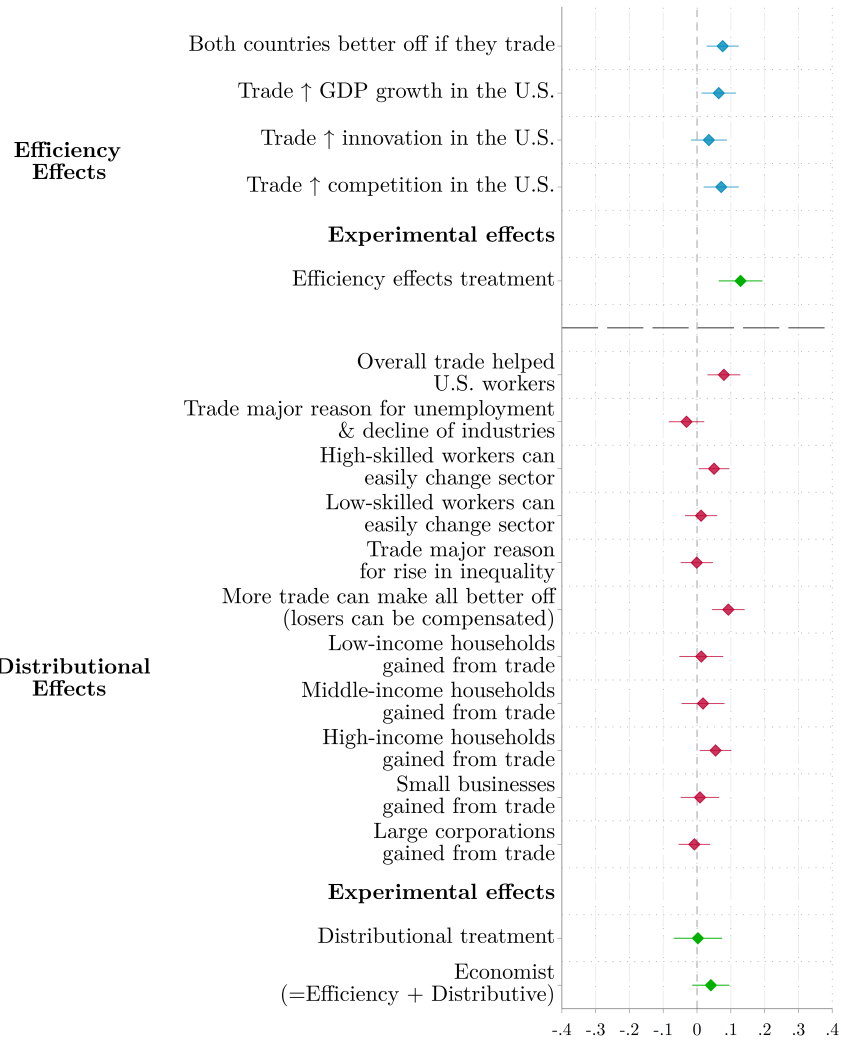 Both countries better off if they trade
Trade ↑ GDP growth in the U.S.
Trade ↑ innovation in the U.S.
Efficiency
Effects
Trade ↑ competition in the U.S.
Experimental effects
Efficiency effects treatment
Overall trade helped
U.S. workers
Trade major reason for unemployment
& decline of industries
High-skilled workers can
easily change sector
Low-skilled workers can
easily change sector
Trade major reason
for rise in inequality
More trade can make all better off
(losers can be compensated)
Distributional
Effects
Low-income households
gained from trade
Middle-income households
gained from trade
High-income households
gained from trade
Small businesses
gained from trade
Large corporations
gained from trade
Experimental effects
Distributional treatment
Economist
(=Efficiency + Distributive)
-.4 -.3 -.2 -.1 0 .1 .2 .3 .4